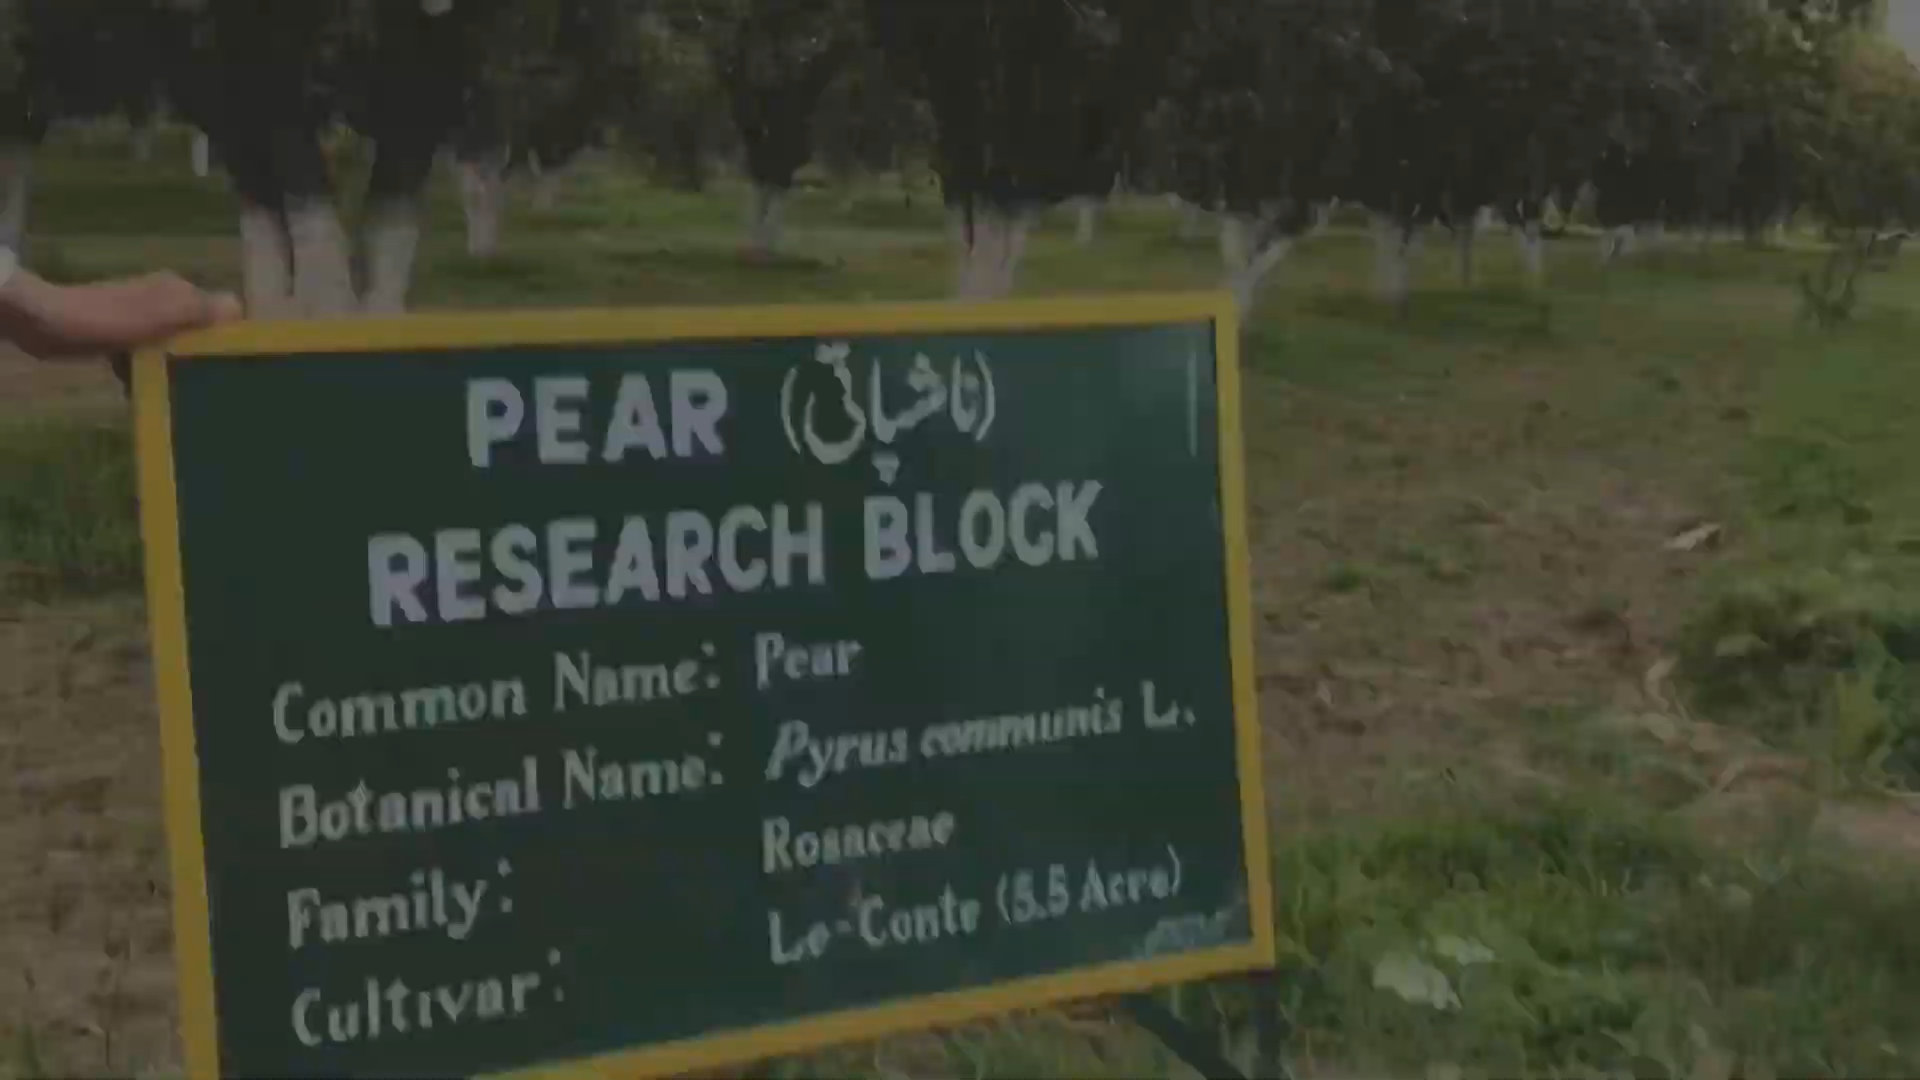 PEAR (ناشپاتی)
RESEARCH BLOCK
Common Name: Pear
Botanical Name: Pyrus communis L.
Family: Rosaceae
Cultivar: Le-Conte (5.5 Acre)